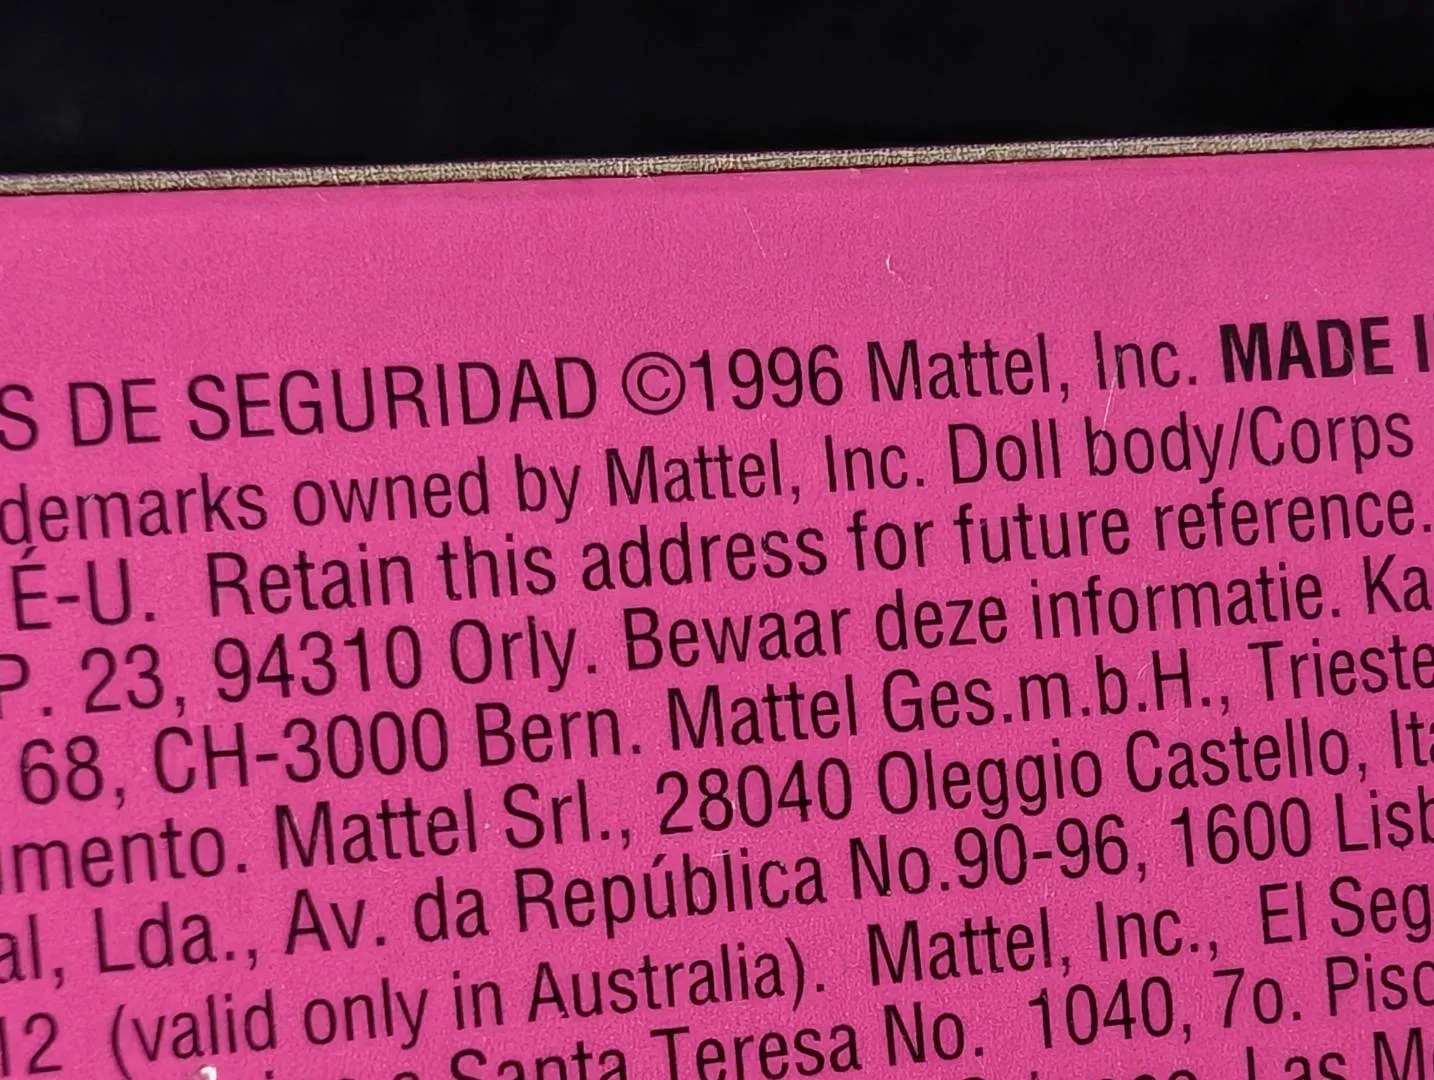 S DE SEGURIDAD ©1996 Mattel, Inc. MADE
demarks owned by Mattel, Inc. Doll body/Corps
É-U. Retain this address for future reference.
P. 23, 94310 Orly. Bewaar deze informatie. Ka
68, CH-3000 Bern. Mattel Ges.m.b.H., Trieste
mento. Mattel Srl., 28040 Oleggio Castello, Ita
al, Lda., Av. da República No.90-96, 1600 Lisb
12 (valid only in Australia). Mattel, Inc., El Seg
Santa Teresa No. 1040, 7o. Piso
Las M